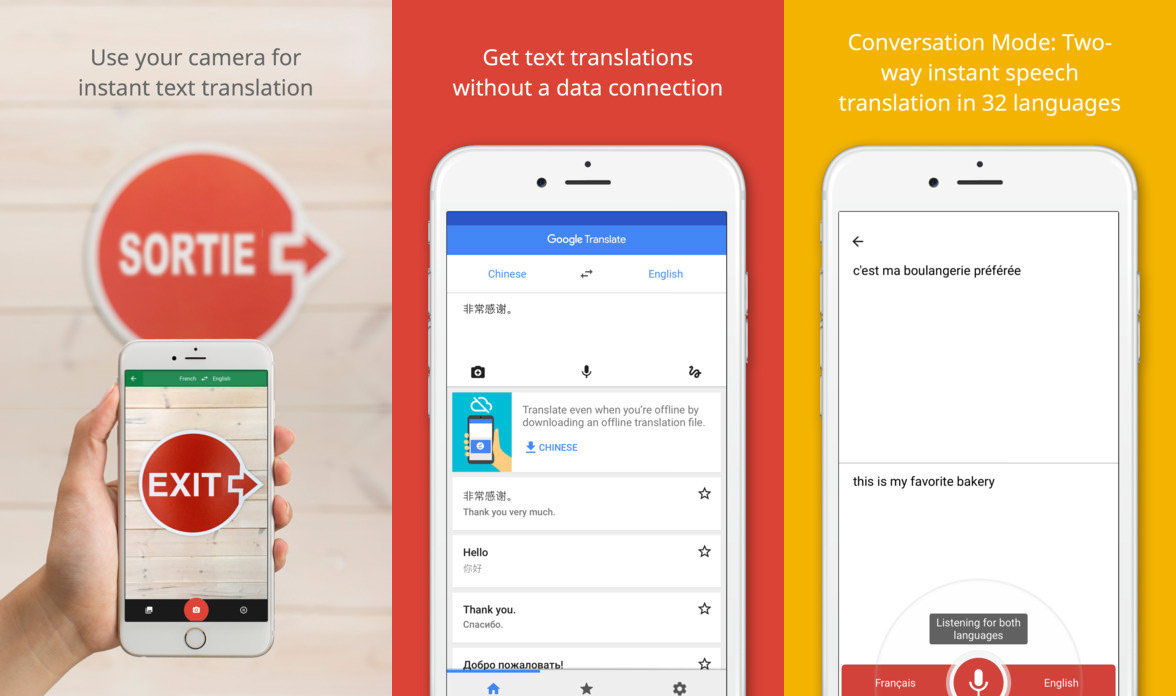 Use your camera for
instant text translation
SORTIE
French
English
EXIT
Get text translations
without a data connection
Google Translate
Chinese
English
非常感谢。
Translate even when you're offline by
downloading an offline translation file.
CHINESE
非常感谢。
Thank you very much.
Hello
你好
Thank you.
Спасибо.
Добро пожаловать!
Conversation Mode: Two-
way instant speech
translation in 32 languages
c'est ma boulangerie préférée
this is my favorite bakery
Listening for both
languages
Français
English